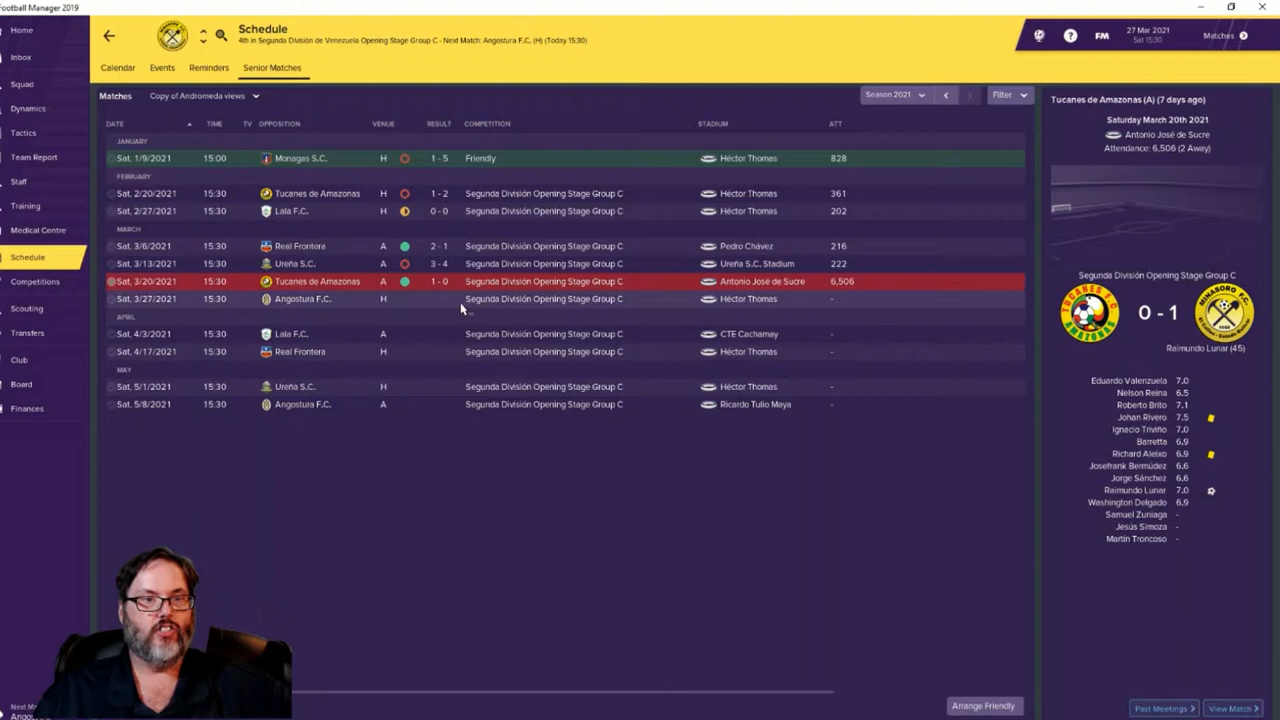 Football Manager 2019
Home
Inbox
Squad
Dynamics
Tactics
Team Report
Staff
Training
Medical Centre
Schedule
Competitions
Scouting
Transfers
Club
Board
Finances
Next M
Schedule
4th in Segunda División de Venezuela Opening Stage Group C - Next Match: Angostura F.C. (H) (Today 15:30)
FM
27 Mar 2021
Sat 15:30
Matches
Calendar Events Reminders Senior Matches
Matches Copy of Andromeda views Season 2021 Filter
DATE TIME TV OPPOSITION VENUE RESULT COMPETITION STADIUM ATT
JANUARY
Sat, 1/9/2021 15:00 Monagas S.C. H 1 - 5 Friendly Héctor Thomas 828
FEBRUARY
Sat, 2/20/2021 15:30 Tucanes de Amazonas H 1 - 2 Segunda División Opening Stage Group C Héctor Thomas 361
Sat, 2/27/2021 15:30 Lala F.C. H 0 - 0 Segunda División Opening Stage Group C Héctor Thomas 202
MARCH
Sat, 3/6/2021 15:30 Real Frontera A 2 - 1 Segunda División Opening Stage Group C Pedro Chávez 216
Sat, 3/13/2021 15:30 Ureña S.C. A 3 - 4 Segunda División Opening Stage Group C Ureña S.C. Stadium 222
Sat, 3/20/2021 15:30 Tucanes de Amazonas A 1 - 0 Segunda División Opening Stage Group C Antonio José de Sucre 6,506
Sat, 3/27/2021 15:30 Angostura F.C. H Segunda División Opening Stage Group C Héctor Thomas -
APRIL
Sat, 4/3/2021 15:30 Lala F.C. A Segunda División Opening Stage Group C CTE Cachamay -
Sat, 4/17/2021 15:30 Real Frontera H Segunda División Opening Stage Group C Héctor Thomas -
MAY
Sat, 5/1/2021 15:30 Ureña S.C. H Segunda División Opening Stage Group C Héctor Thomas -
Sat, 5/8/2021 15:30 Angostura F.C. A Segunda División Opening Stage Group C Ricardo Tulio Maya -
Arrange Friendly
Tucanes de Amazonas (A) (7 days ago)
Saturday March 20th 2021
Antonio José de Sucre
Attendance: 6,506 (2 Away)
Segunda División Opening Stage Group C
TUCANES F.C. AMAZONAS 0 - 1 MINASORO F.C.
Raimundo Lunar (45)
Eduardo Valenzuela 7.0
Nelson Reina 6.5
Roberto Brito 7.1
Johan Rivero 7.5
Ignacio Triviño 7.0
Barretta 6.9
Richard Aleixo 6.9
Josefrank Bermúdez 6.6
Jorge Sánchez 6.6
Raimundo Lunar 7.0
Washington Delgado 6.9
Samuel Zuniaga -
Jesús Simoza -
Martín Troncoso -
Past Meetings View Match